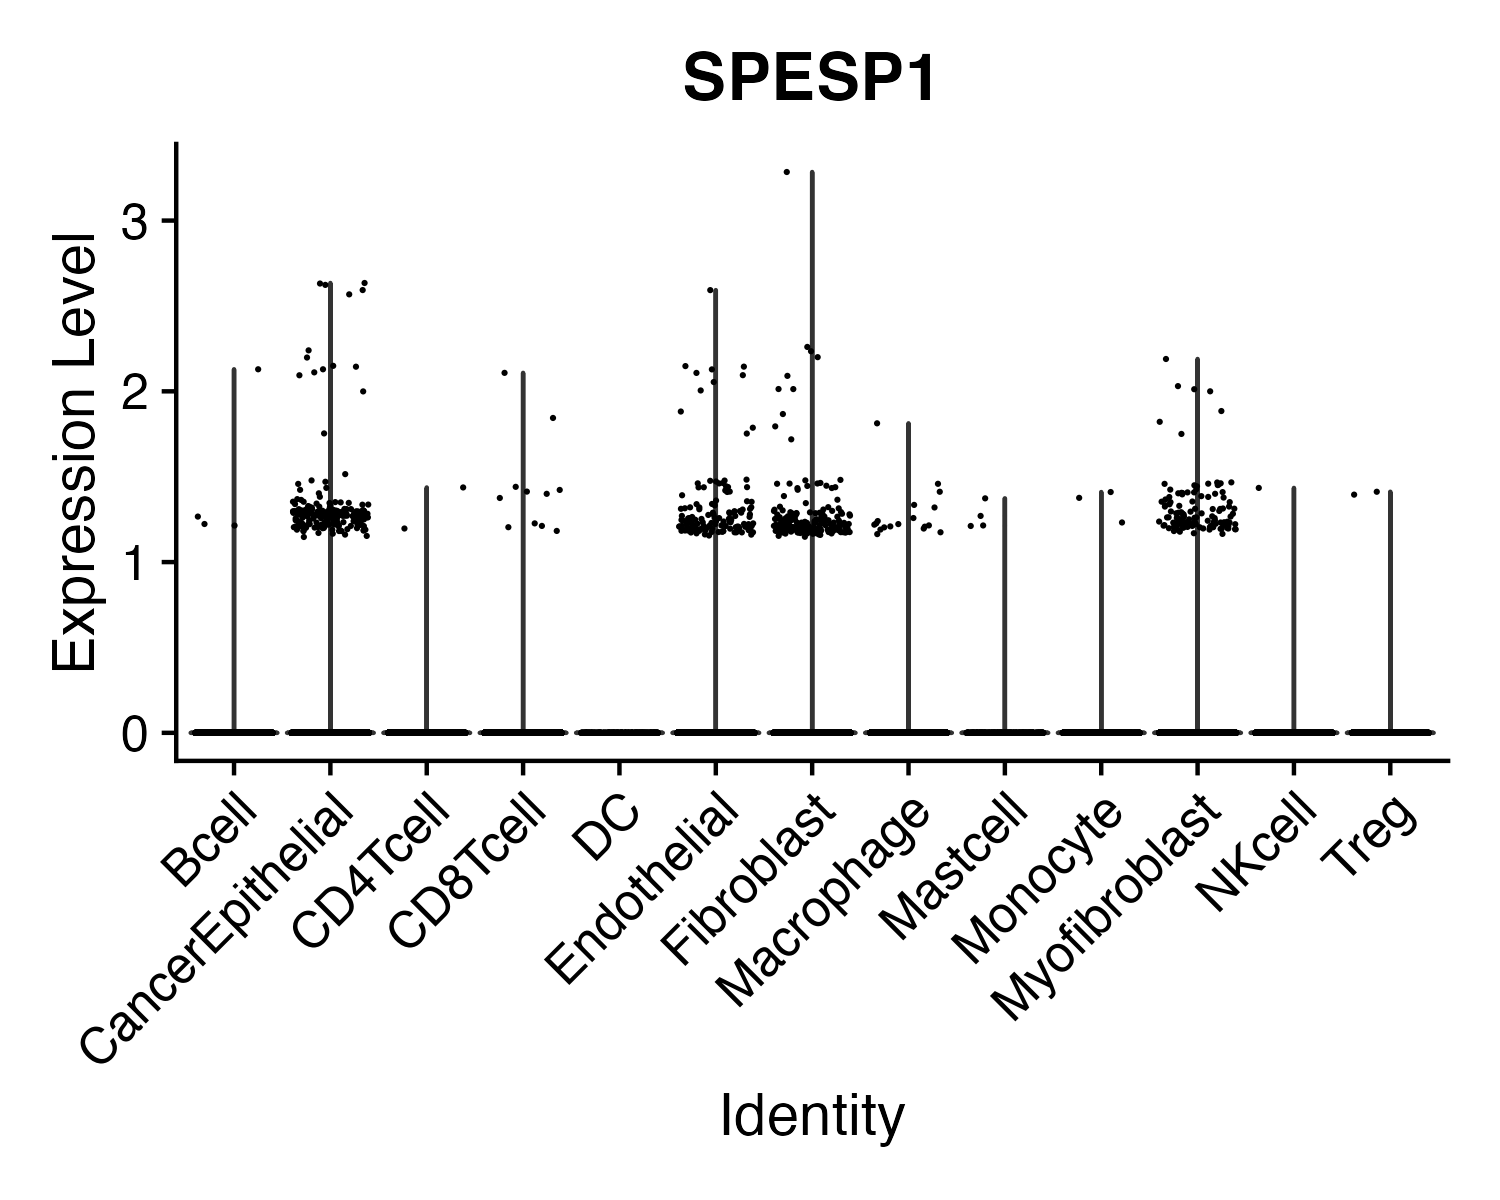 SPESP1
Expression Level
3
2
1
0
Bcell
CancerEpithelial
CD4Tcell
CD8Tcell
DC
Endothelial
Fibroblast
Macrophage
Mastcell
Monocyte
Myofibroblast
NKcell
Treg
Identity